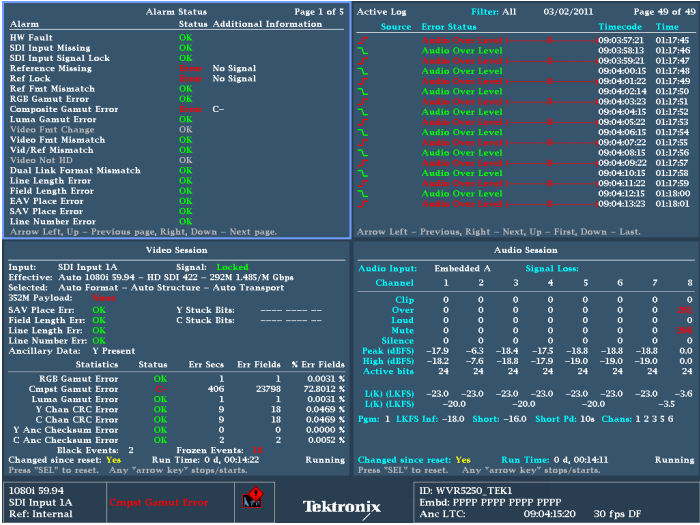 Alarm Status Page 1 of 5
Status Additional Information
HW Fault OK
SDI Input Missing OK
SDI Input Signal Lock OK
Reference Missing Error No Signal
Ref Lock Error No Signal
Ref Fmt Mismatch OK
RGB Gamut Error OK
Composite Gamut Error Error C-
Luma Gamut Error OK
Video Fmt Change OK
Video Fmt Mismatch OK
Vid/Ref Mismatch OK
Video Not HD OK
Dual Link Format Mismatch OK
Line Length Error OK
Field Length Error OK
EAV Place Error OK
SAV Place Error OK
Line Number Error OK
Arrow Left, Up - Previous page, Right, Down - Next page.
Active Log Filter: All 03/02/2011 Page 49 of 49
Source Error Status Timecode Time
Audio Over Level 09:03:57:21 01:17:45
Audio Over Level 09:03:58:13 01:17:46
Audio Over Level 09:03:59:21 01:17:47
Audio Over Level 09:04:00:15 01:17:48
Audio Over Level 09:04:01:22 01:17:49
Audio Over Level 09:04:02:14 01:17:50
Audio Over Level 09:04:03:23 01:17:51
Audio Over Level 09:04:04:15 01:17:52
Audio Over Level 09:04:05:22 01:17:53
Audio Over Level 09:04:06:15 01:17:54
Audio Over Level 09:04:07:22 01:17:55
Audio Over Level 09:04:08:15 01:17:56
Audio Over Level 09:04:09:22 01:17:57
Audio Over Level 09:04:10:15 01:17:58
Audio Over Level 09:04:11:22 01:17:59
Audio Over Level 09:04:12:15 01:18:00
Audio Over Level 09:04:13:23 01:18:01
Arrow Left - Previous, Right - Next, Up - First, Down - Last.
Video Session
Input: SDI Input 1A Signal: Locked
Effective: Auto 1080i 59.94 - HD SDI 422 - 292M 1.485/M Gbps
Selected: Auto Format - Auto Structure - Auto Transport
352M Payload: None
SAV Place Err: OK Y Stuck Bits: ---- --- ---
Field Length Err: OK C Stuck Bits: ---- --- ---
Line Length Err: OK
Line Number Err: OK
Ancillary Data: Y Present
Statistics Status Err Secs Err Fields % Err Fields
RGB Gamut Error OK 1 1 0.0031 %
Cmpst Gamut Error 406 23798 72.8012 %
Luma Gamut Error OK 1 1 0.0031 %
Y Chan CRC Error OK 9 18 0.0469 %
C Chan CRC Error OK 9 18 0.0469 %
Y Anc Checksum Error OK 0 0 0.0000 %
C Anc Checksum Error OK 2 2 0.0052 %
Black Events: 2 Frozen Events:
Changed since reset: Yes Run Time: 0 d, 00:14:22 Running
Press "SEL" to reset. Any "arrow key" stops/starts.
Audio Session
Audio Input: Embedded A Signal Loss:
Channel 1 2 3 4 5 6 7 8
Clip 0 0 0 0 0 0 0 0
Over 0 0 0 0 0 0 0
Loud 0 0 0 0 0 0 0 0
Mute 0 0 0 0 0 0 0
Silence 0 0 0 0 0 0 0 0
Peak (dBFS) -17.9 -6.3 -18.4 -17.5 -18.8 -18.8 -18.8 0.0
High (dBFS) -18.2 -7.6 -18.8 -17.9 -19.0 -19.0 -19.0 0.0
Active bits 24 24 24 24 24 24 24 24
L(K) (LKFS) -23.0 -23.0 -23.0 -23.0 -23.0 -23.0 -23.0 -3.6
L(K) (LKFS) -20.0 -20.0 -20.0 -3.5
Pgm: 1 LKFS Inf: -18.0 Short: -16.0 Short Pd: 10s Chans: 1 2 3 5 6
Changed since reset: Yes Run Time: 0 d, 00:14:11 Running
Press "SEL" to reset. Any "arrow key" stops/starts.
1080i 59.94
SDI Input 1A
Ref: Internal
Cmpst Gamut Error
Tektronix
ID: WVR5250_TEK1
Embd: PPPP PPPP PPPP PPPP
Anc LTC: 09:04:15:20 30 fps DF